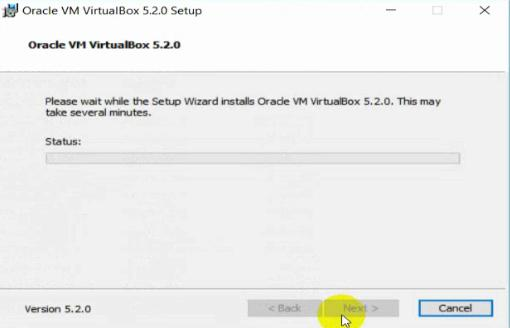 Oracle VM VirtualBox 5.2.0 Setup
Oracle VM VirtualBox 5.2.0
Please wait while the Setup Wizard installs Oracle VM VirtualBox 5.2.0. This may
take several minutes.
Status:
Version 5.2.0
< Back
Next >
Cancel